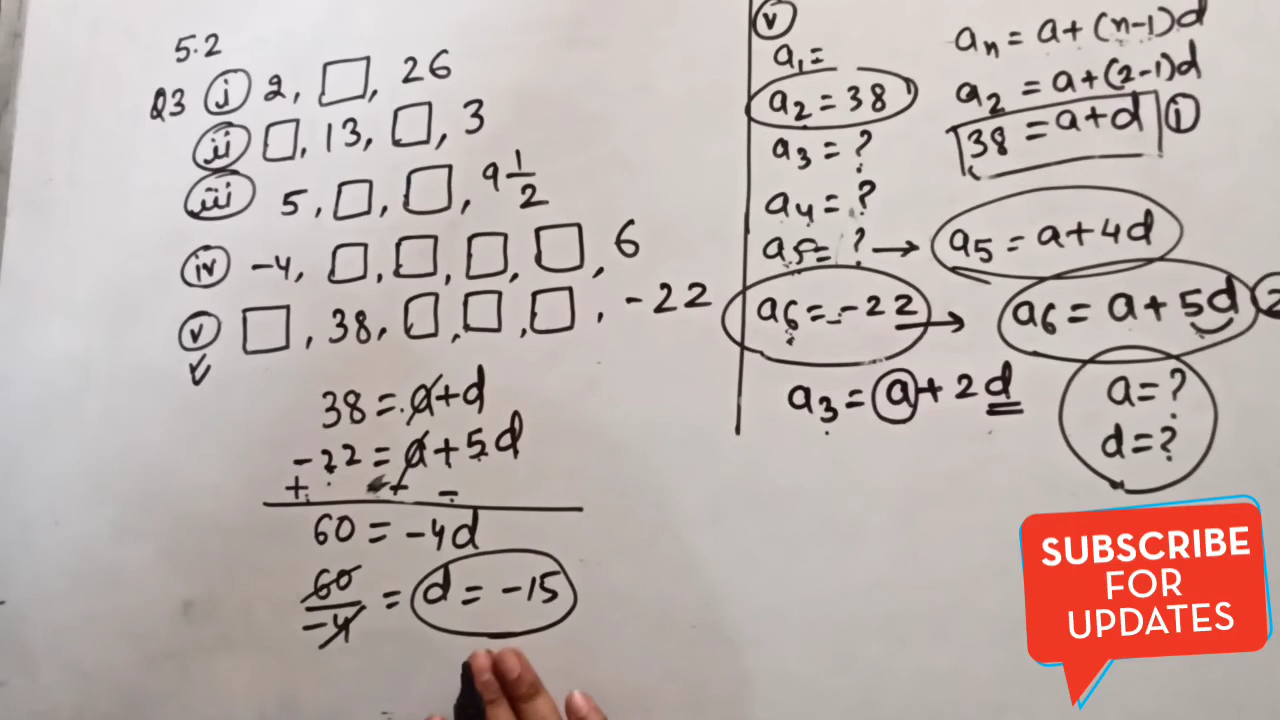 5.2
Q3 (i) 2, □, 26
(ii) □, 13, □, 3
(iii) 5, □, □, 9 1/2
(iv) -4, □, □, □, □, 6
(v) □, 38, □, □, □, -22
38 = a+d
-22 = a+5d
+ + -
60 = -4d
60/-4 = d = -15
(v)
a1 =
a2 = 38
a3 = ?
a4 = ?
a5 = ? →
a6 = -22 →
a3 = a + 2d
an = a + (n-1)d
a2 = a + (2-1)d
38 = a+d (i)
a5 = a+4d
a6 = a + 5d
a = ?
d = ?
SUBSCRIBE
FOR
UPDATES